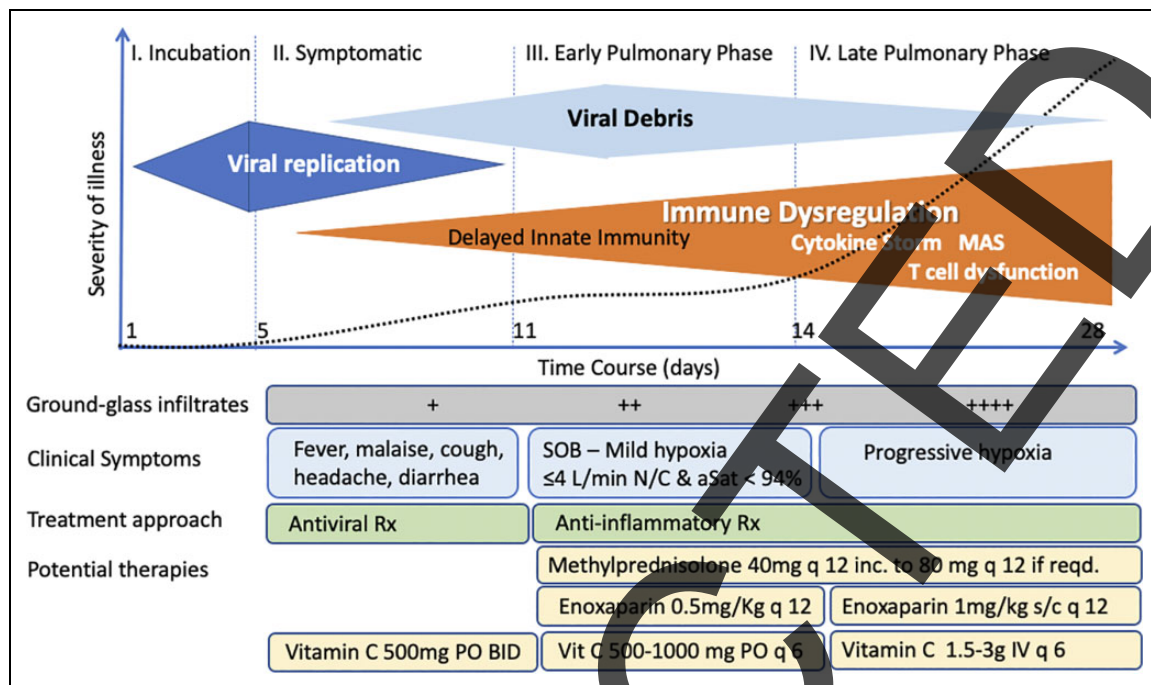 I. Incubation
II. Symptomatic
III. Early Pulmonary Phase
IV. Late Pulmonary Phase
Severity of illness
Viral Debris
Viral replication
Immune Dysregulation
Delayed Innate Immunity
Cytokine Storm MAS
T cell dysfunction
1 5 11 14 28
Time Course (days)
Ground-glass infiltrates + ++ +++ ++++
Clinical Symptoms
Fever, malaise, cough,
headache, diarrhea
SOB – Mild hypoxia
≤4 L/min N/C & aSat < 94%
Progressive hypoxia
Treatment approach
Antiviral Rx
Anti-inflammatory Rx
Potential therapies
Methylprednisolone 40mg q 12 inc. to 80 mg q 12 if reqd.
Enoxaparin 0.5mg/Kg q 12
Enoxaparin 1mg/kg s/c q 12
Vitamin C 500mg PO BID
Vit C 500-1000 mg PO q 6
Vitamin C 1.5-3g IV q 6
CTED